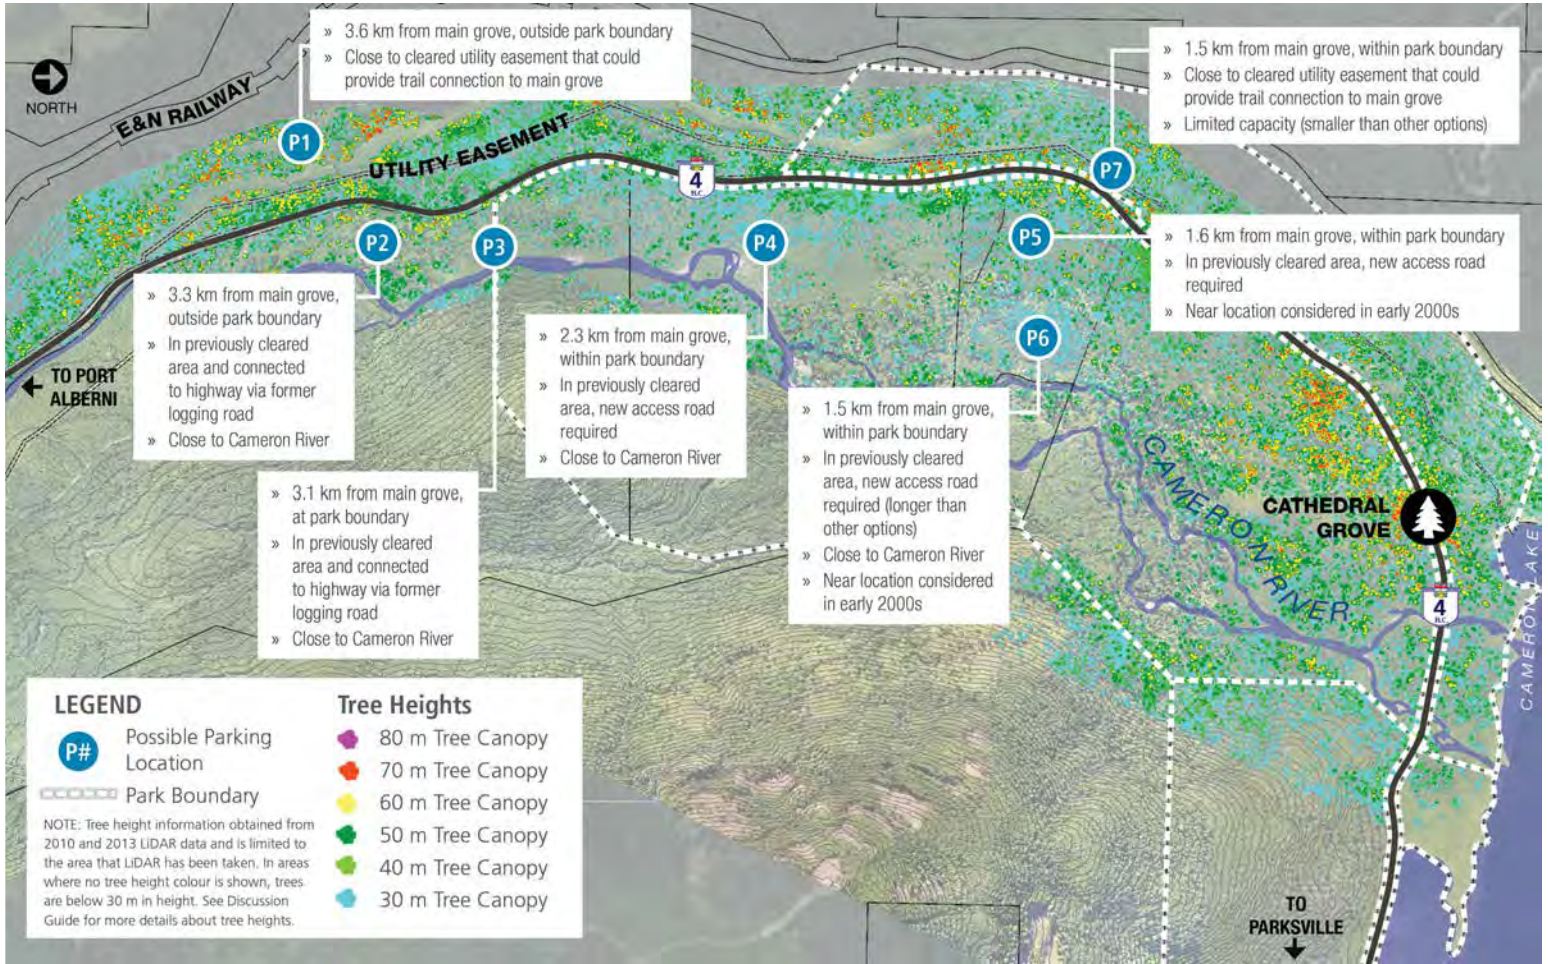 » 3.6 km from main grove, outside park boundary
» Close to cleared utility easement that could
provide trail connection to main grove
» 1.5 km from main grove, within park boundary
» Close to cleared utility easement that could
provide trail connection to main grove
» Limited capacity (smaller than other options)
NORTH
E&N RAILWAY
P1
UTILITY EASEMENT
4
B.C.
P7
P2
P3
P4
P5
» 1.6 km from main grove, within park boundary
» In previously cleared area, new access road
required
» Near location considered in early 2000s
» 3.3 km from main grove,
outside park boundary
» In previously cleared
area and connected
to highway via former
logging road
» Close to Cameron River
» 2.3 km from main grove,
within park boundary
» In previously cleared
area, new access road
required
» Close to Cameron River
P6
TO PORT
ALBERNI
» 1.5 km from main grove,
within park boundary
» In previously cleared
area, new access road
required (longer than
other options)
» Close to Cameron River
» Near location considered
in early 2000s
» 3.1 km from main grove,
at park boundary
» In previously cleared
area and connected
to highway via former
logging road
» Close to Cameron River
CAMERON RIVER
CATHEDRAL
GROVE
4
B.C.
CAMERON LAKE
LEGEND
P#
Possible Parking
Location
Park Boundary
NOTE: Tree height information obtained from
2010 and 2013 LiDAR data and is limited to
the area that LiDAR has been taken. In areas
where no tree height colour is shown, trees
are below 30 m in height. See Discussion
Guide for more details about tree heights.
Tree Heights
80 m Tree Canopy
70 m Tree Canopy
60 m Tree Canopy
50 m Tree Canopy
40 m Tree Canopy
30 m Tree Canopy
TO
PARKSVILLE